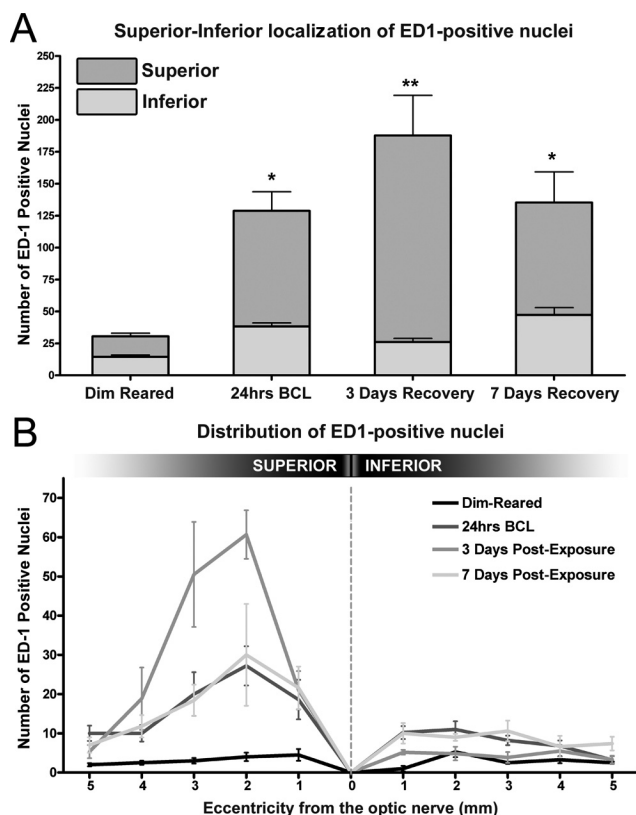 A
Superior-Inferior localization of ED1-positive nuclei
Number of ED-1 Positive Nuclei
250
225
200
175
150
125
100
75
50
25
0
Superior
Inferior
*
**
*
Dim Reared
24hrs BCL
3 Days Recovery
7 Days Recovery
B
Distribution of ED1-positive nuclei
SUPERIOR
INFERIOR
Number of ED-1 Positive Nuclei
70
60
50
40
30
20
10
0
Dim-Reared
24hrs BCL
3 Days Post-Exposure
7 Days Post-Exposure
5 4 3 2 1 0 1 2 3 4 5
Eccentricity from the optic nerve (mm)